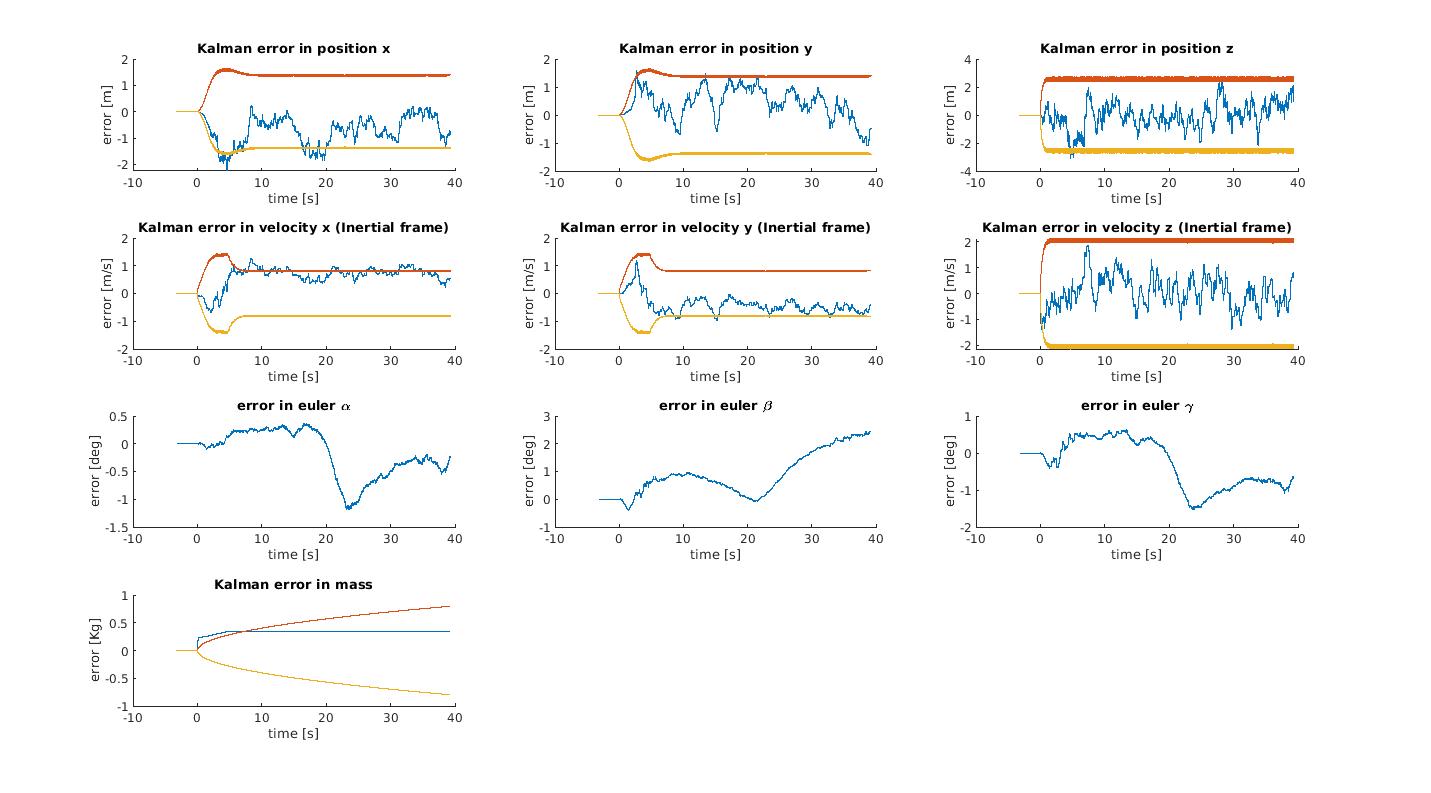 Kalman error in position x
2
1
0
-1
-2
error [m]
-10 0 10 20 30 40
time [s]
Kalman error in position y
2
1
0
-1
-2
error [m]
-10 0 10 20 30 40
time [s]
Kalman error in position z
4
2
0
-2
-4
error [m]
-10 0 10 20 30 40
time [s]
Kalman error in velocity x (Inertial frame)
2
1
0
-1
-2
error [m/s]
-10 0 10 20 30 40
time [s]
Kalman error in velocity y (Inertial frame)
2
1
0
-1
-2
error [m/s]
-10 0 10 20 30 40
time [s]
Kalman error in velocity z (Inertial frame)
2
1
0
-1
-2
error [m/s]
-10 0 10 20 30 40
time [s]
error in euler α
0.5
0
-0.5
-1
-1.5
error [deg]
-10 0 10 20 30 40
time [s]
error in euler β
3
2
1
0
-1
error [deg]
-10 0 10 20 30 40
time [s]
error in euler γ
1
0
-1
-2
error [deg]
-10 0 10 20 30 40
time [s]
Kalman error in mass
1
0.5
0
-0.5
-1
error [Kg]
-10 0 10 20 30 40
time [s]